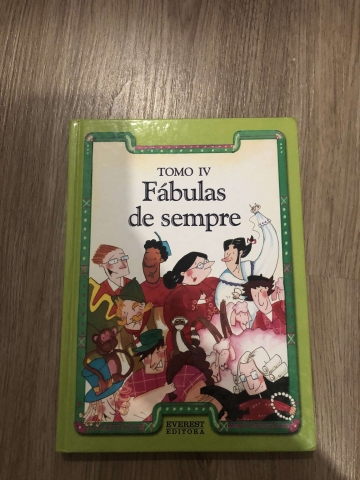 TOMO IV
Fábulas
de sempre
EVEREST
EDITORA